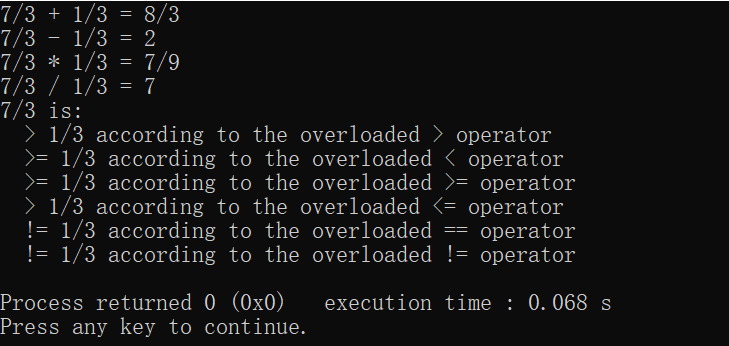 7/3 + 1/3 = 8/3
7/3 - 1/3 = 2
7/3 * 1/3 = 7/9
7/3 / 1/3 = 7
7/3 is:
  > 1/3 according to the overloaded > operator
  >= 1/3 according to the overloaded < operator
  >= 1/3 according to the overloaded >= operator
  > 1/3 according to the overloaded <= operator
  != 1/3 according to the overloaded == operator
  != 1/3 according to the overloaded != operator
Process returned 0 (0x0)   execution time : 0.068 s
Press any key to continue.